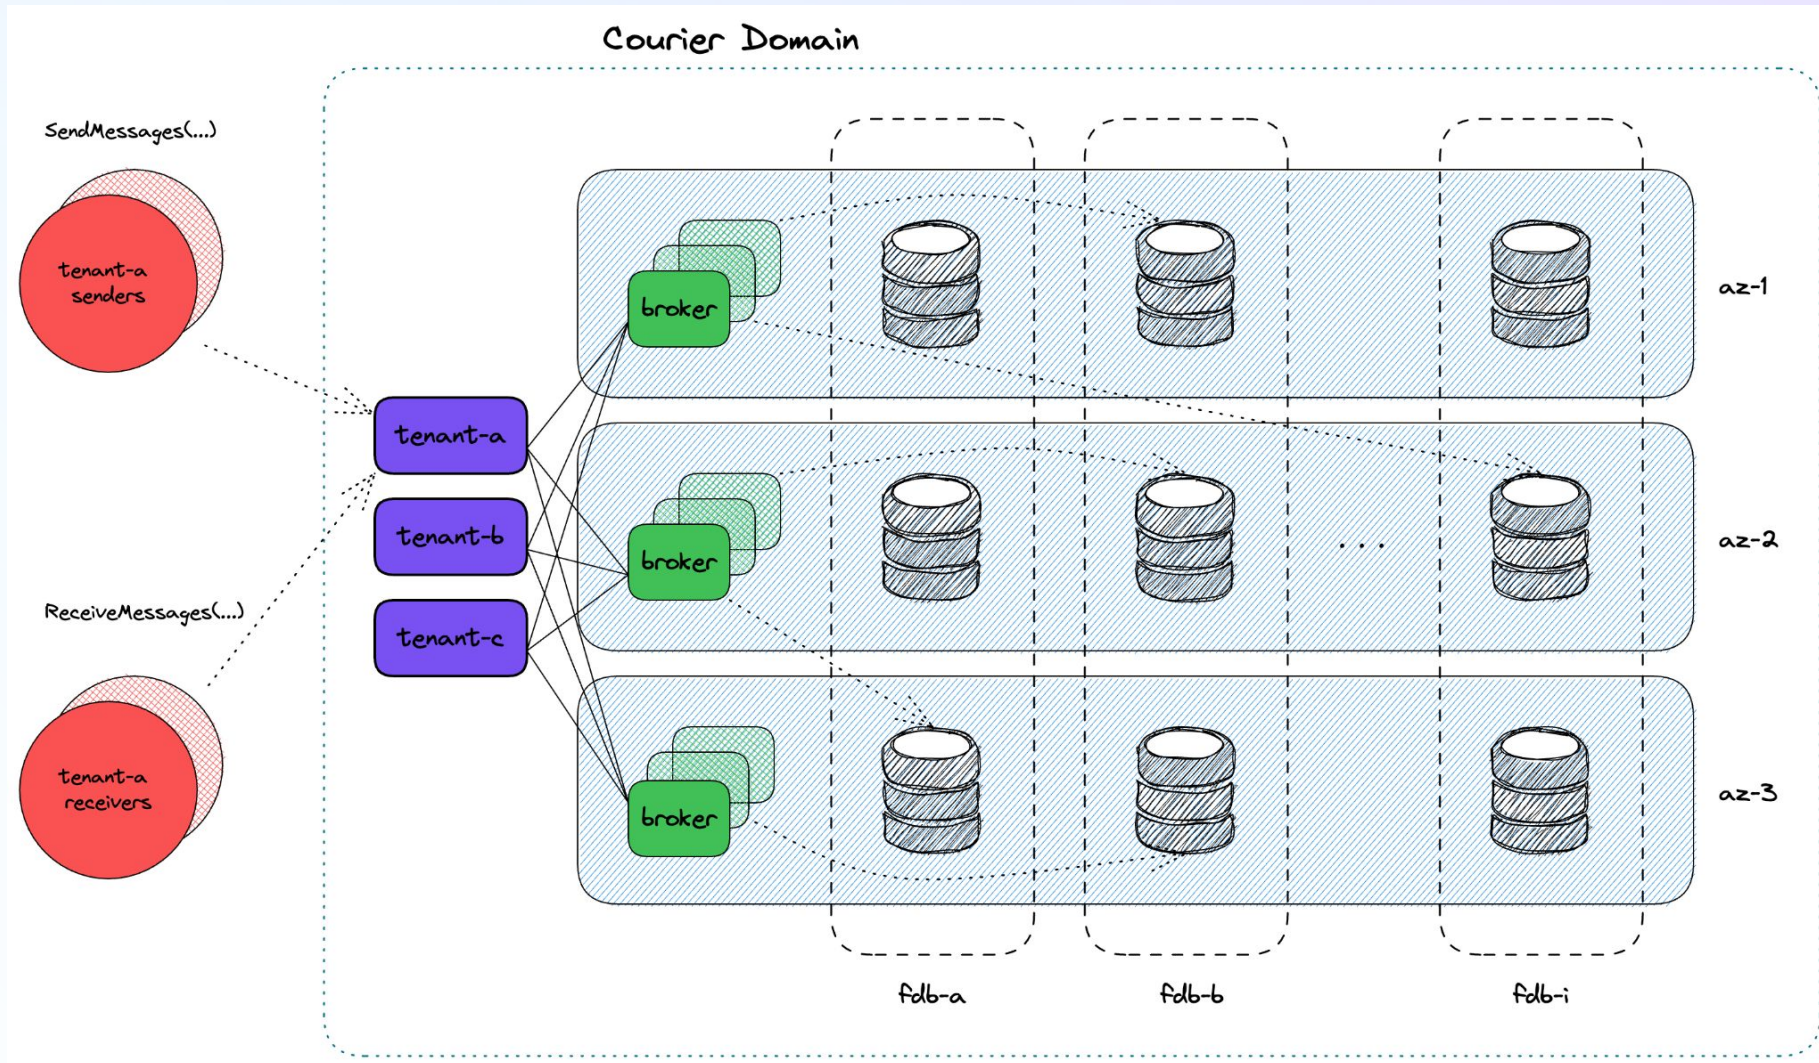 Courier Domain
SendMessages(...)
tenant-a
senders
ReceiveMessages(...)
tenant-a
receivers
tenant-a
tenant-b
tenant-c
broker
az-1
broker
...
az-2
broker
az-3
fdb-a
fdb-b
fdb-i